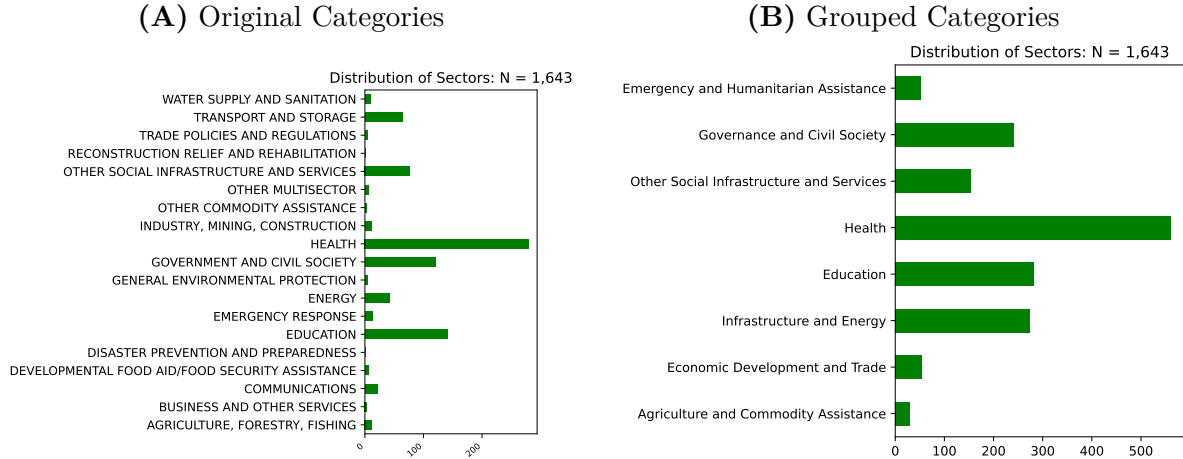 (A) Original Categories
Distribution of Sectors: N = 1,643
WATER SUPPLY AND SANITATION
TRANSPORT AND STORAGE
TRADE POLICIES AND REGULATIONS
RECONSTRUCTION RELIEF AND REHABILITATION
OTHER SOCIAL INFRASTRUCTURE AND SERVICES
OTHER MULTISECTOR
OTHER COMMODITY ASSISTANCE
INDUSTRY, MINING, CONSTRUCTION
HEALTH
GOVERNMENT AND CIVIL SOCIETY
GENERAL ENVIRONMENTAL PROTECTION
ENERGY
EMERGENCY RESPONSE
EDUCATION
DISASTER PREVENTION AND PREPAREDNESS
DEVELOPMENTAL FOOD AID/FOOD SECURITY ASSISTANCE
COMMUNICATIONS
BUSINESS AND OTHER SERVICES
AGRICULTURE, FORESTRY, FISHING
0 100 200
(B) Grouped Categories
Distribution of Sectors: N = 1,643
Emergency and Humanitarian Assistance
Governance and Civil Society
Other Social Infrastructure and Services
Health
Education
Infrastructure and Energy
Economic Development and Trade
Agriculture and Commodity Assistance
0 100 200 300 400 500